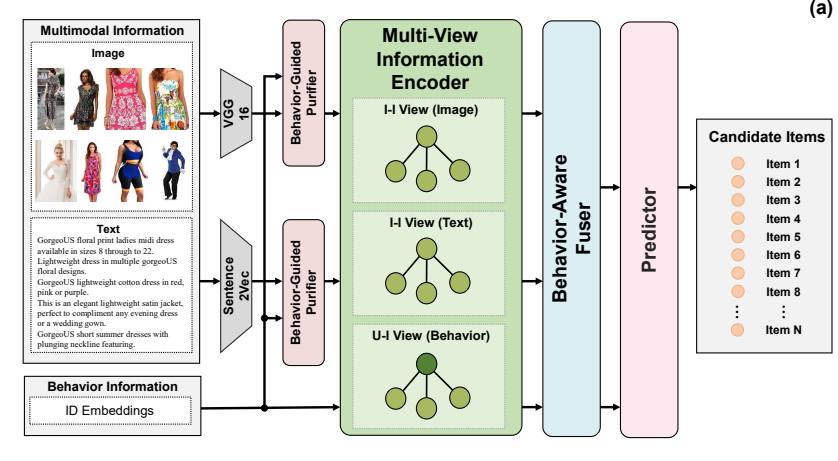 (a)
Multimodal Information
Image
Text
GorgeoUS floral print ladies midi dress
available in sizes 8 through to 22.
Lightweight dress in multiple gorgeoUS
floral designs.
GorgeoUS lightweight cotton dress in red,
pink or purple.
This is an elegant lightweight satin jacket,
perfect to compliment any evening dress
or a wedding gown.
GorgeoUS short summer dresses with
plunging neckline featuring.
Behavior Information
ID Embeddings
VGG
16
Sentence
2Vec
Behavior-Guided
Purifier
Behavior-Guided
Purifier
Multi-View
Information
Encoder
I-I View (Image)
I-I View (Text)
U-I View (Behavior)
Behavior-Aware
Fuser
Predictor
Candidate Items
Item 1
Item 2
Item 3
Item 4
Item 5
Item 6
Item 7
Item 8
⋮ ⋮
Item N